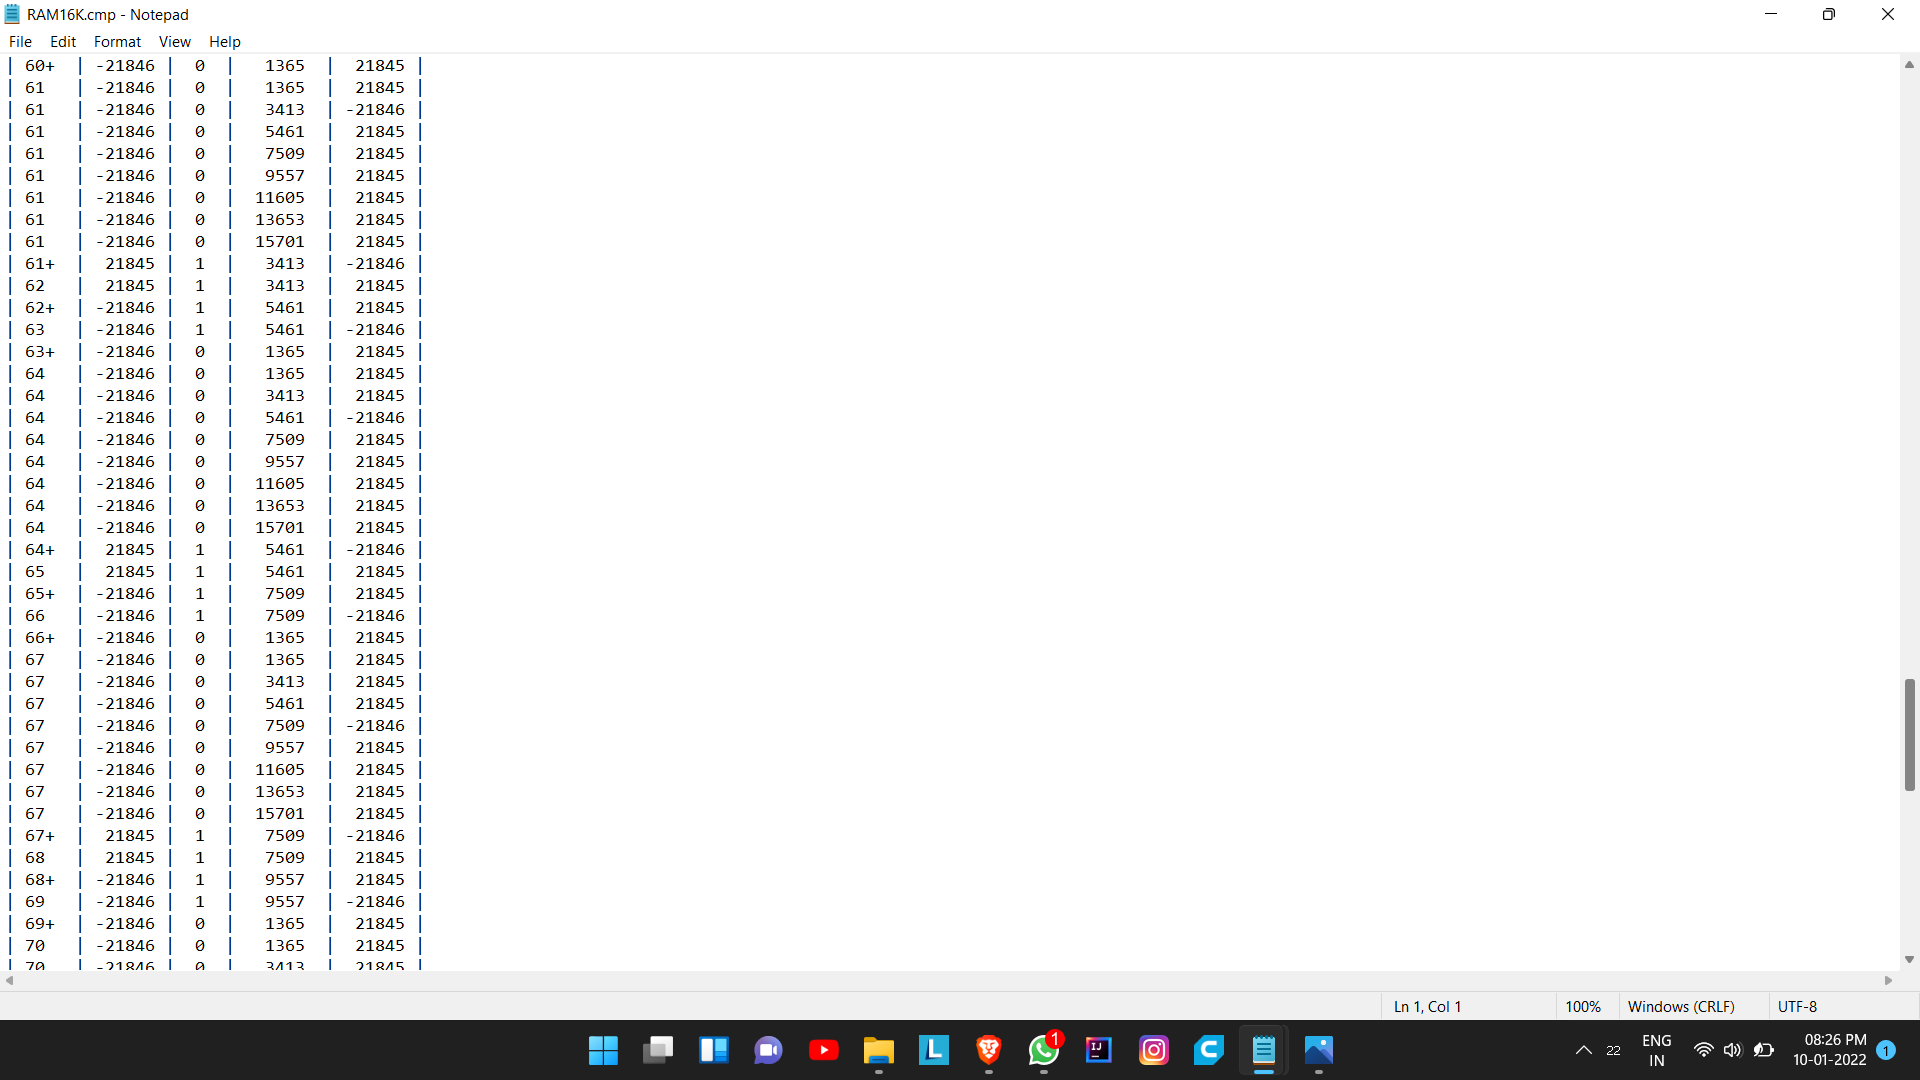 RAM16K.cmp - Notepad
File Edit Format View Help
| 60+ | -21846 | 0 | 1365 | 21845 |
| 61 | -21846 | 0 | 1365 | 21845 |
| 61 | -21846 | 0 | 3413 | -21846 |
| 61 | -21846 | 0 | 5461 | 21845 |
| 61 | -21846 | 0 | 7509 | 21845 |
| 61 | -21846 | 0 | 9557 | 21845 |
| 61 | -21846 | 0 | 11605 | 21845 |
| 61 | -21846 | 0 | 13653 | 21845 |
| 61 | -21846 | 0 | 15701 | 21845 |
| 61+ | 21845 | 1 | 3413 | -21846 |
| 62 | 21845 | 1 | 3413 | 21845 |
| 62+ | -21846 | 1 | 5461 | 21845 |
| 63 | -21846 | 1 | 5461 | -21846 |
| 63+ | -21846 | 0 | 1365 | 21845 |
| 64 | -21846 | 0 | 1365 | 21845 |
| 64 | -21846 | 0 | 3413 | 21845 |
| 64 | -21846 | 0 | 5461 | -21846 |
| 64 | -21846 | 0 | 7509 | 21845 |
| 64 | -21846 | 0 | 9557 | 21845 |
| 64 | -21846 | 0 | 11605 | 21845 |
| 64 | -21846 | 0 | 13653 | 21845 |
| 64 | -21846 | 0 | 15701 | 21845 |
| 64+ | 21845 | 1 | 5461 | -21846 |
| 65 | 21845 | 1 | 5461 | 21845 |
| 65+ | -21846 | 1 | 7509 | 21845 |
| 66 | -21846 | 1 | 7509 | -21846 |
| 66+ | -21846 | 0 | 1365 | 21845 |
| 67 | -21846 | 0 | 1365 | 21845 |
| 67 | -21846 | 0 | 3413 | 21845 |
| 67 | -21846 | 0 | 5461 | 21845 |
| 67 | -21846 | 0 | 7509 | -21846 |
| 67 | -21846 | 0 | 9557 | 21845 |
| 67 | -21846 | 0 | 11605 | 21845 |
| 67 | -21846 | 0 | 13653 | 21845 |
| 67 | -21846 | 0 | 15701 | 21845 |
| 67+ | 21845 | 1 | 7509 | -21846 |
| 68 | 21845 | 1 | 7509 | 21845 |
| 68+ | -21846 | 1 | 9557 | 21845 |
| 69 | -21846 | 1 | 9557 | -21846 |
| 69+ | -21846 | 0 | 1365 | 21845 |
| 70 | -21846 | 0 | 1365 | 21845 |
| 70 | -21846 | 0 | 3413 | 21845 |
Ln 1, Col 1 100% Windows (CRLF) UTF-8
L 1 IJ C 22 ENG IN 08:26 PM 10-01-2022 1